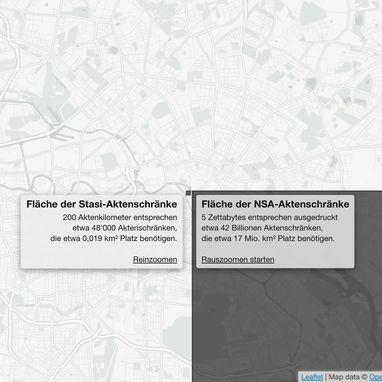 Fläche der Stasi-Aktenschränke
200 Aktenkilometer entsprechen
etwa 48'000 Aktenschränken,
die etwa 0,019 km² Platz benötigen.
Reinzoomen
Fläche der NSA-Aktenschränke
5 Zettabytes entsprechen ausgedruckt
etwa 42 Billionen Aktenschränken,
die etwa 17 Mio. km² Platz benötigen.
Rauszoomen starten
Leaflet | Map data © Ope